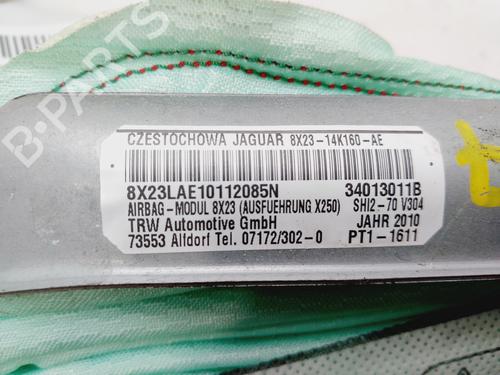 B-PARTS
CZESTOCHOWA JAGUAR 8X23-14K160-AE
8X23LAE10112085N 34013011B
AIRBAG-MODUL 8X23 (AUSFUEHRUNG X250) SHI2-70 V304
TRW Automotive GmbH JAHR 2010
73553 Alfdorf Tel. 07172/302-0 PT1-1611